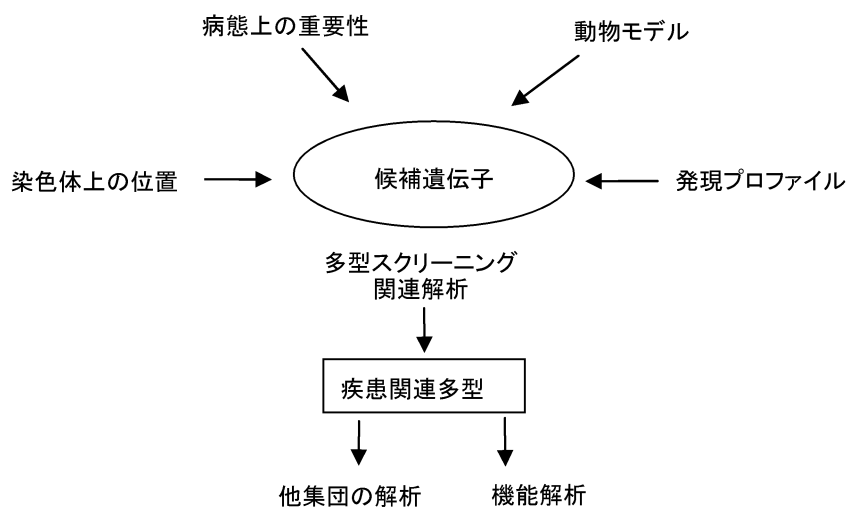 病態上の重要性
動物モデル
染色体上の位置
候補遺伝子
発現プロファイル
多型スクリーニング
関連解析
疾患関連多型
他集団の解析
機能解析